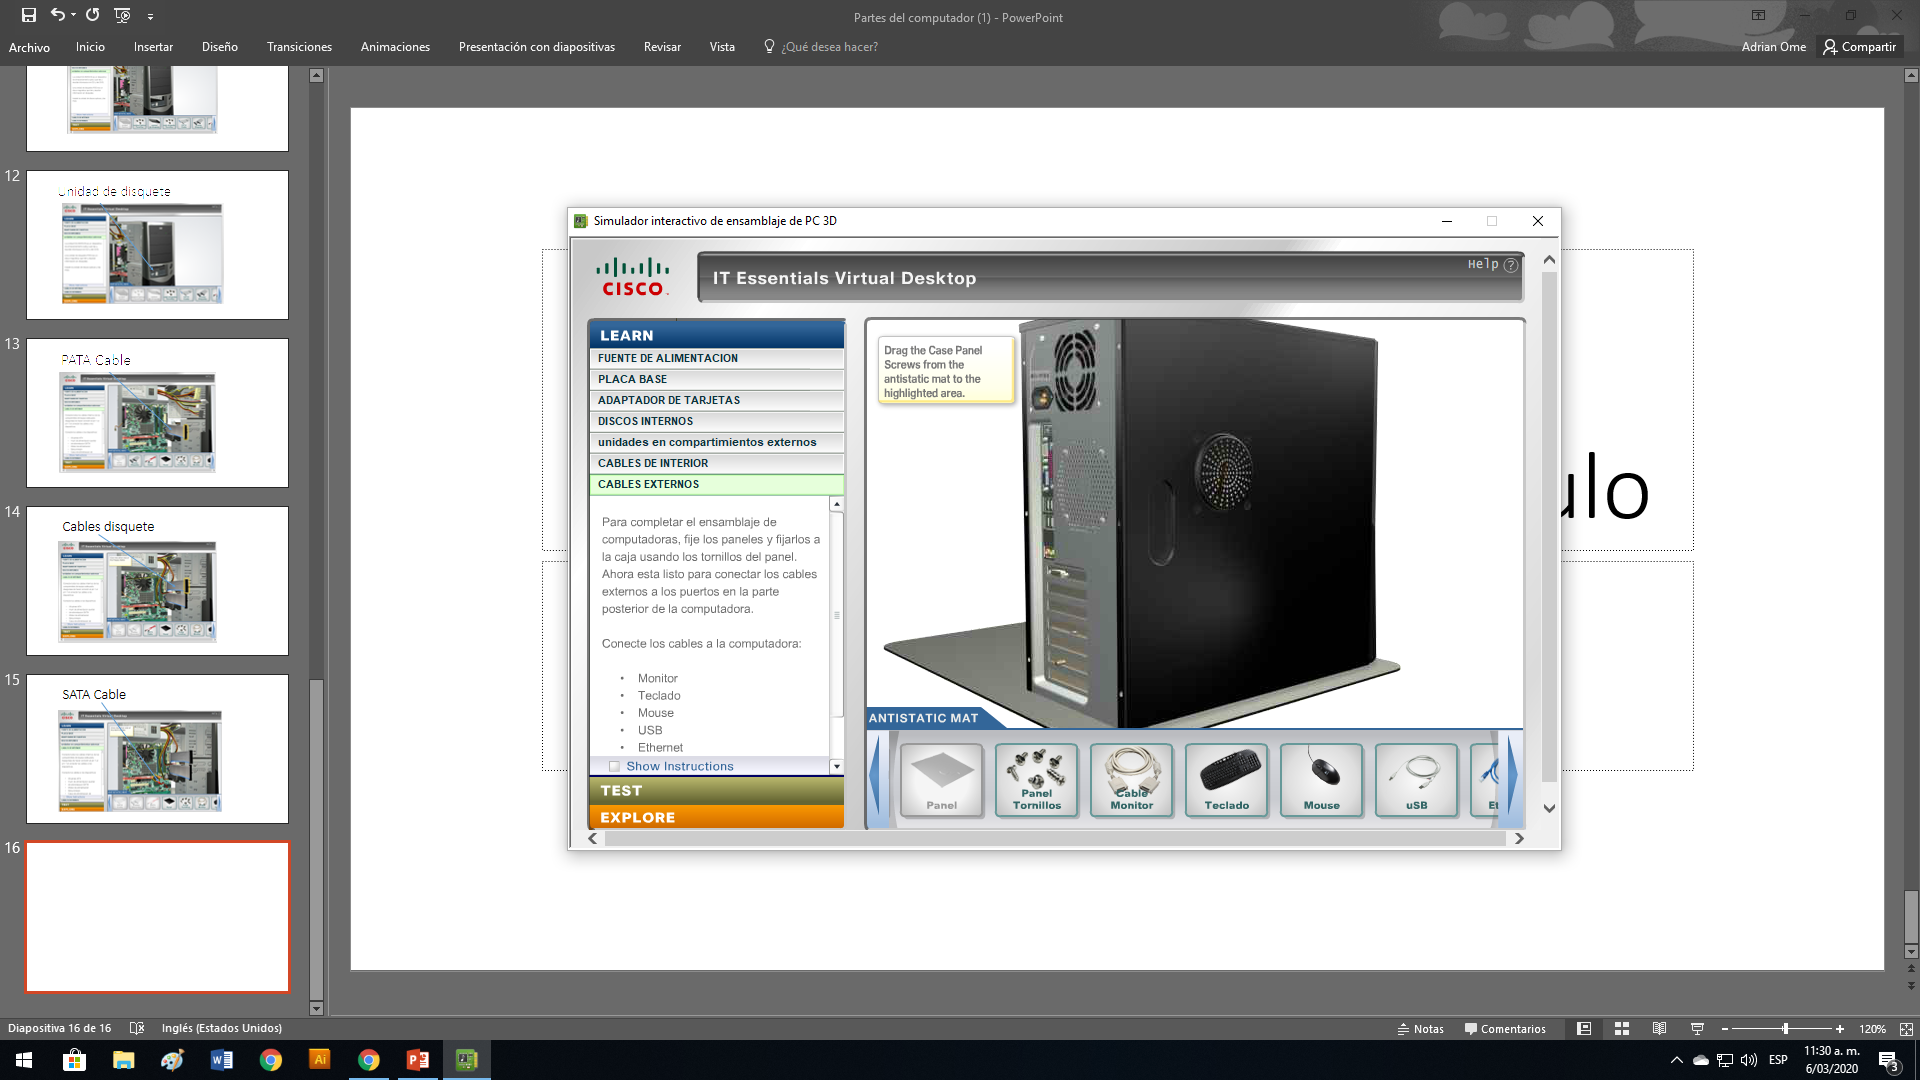 Partes del computador (1) - PowerPoint
Archivo Inicio Insertar Diseño Transiciones Animaciones Presentación con diapositivas Revisar Vista ¿Qué desea hacer? Adrian Ome Compartir
12
Unidad de disquete
13
PATA Cable
14
Cables disquete
15
SATA Cable
16
Simulador interactivo de ensamblaje de PC 3D
CISCO
IT Essentials Virtual Desktop
Help ?
LEARN
FUENTE DE ALIMENTACION
PLACA BASE
ADAPTADOR DE TARJETAS
DISCOS INTERNOS
unidades en compartimientos externos
CABLES DE INTERIOR
CABLES EXTERNOS
Para completar el ensamblaje de
computadoras, fije los paneles y fijarlos a
la caja usando los tornillos del panel.
Ahora esta listo para conectar los cables
externos a los puertos en la parte
posterior de la computadora.
Conecte los cables a la computadora:
• Monitor
• Teclado
• Mouse
• USB
• Ethernet
Show Instructions
TEST
EXPLORE
Drag the Case Panel
Screws from the
antistatic mat to the
highlighted area.
ANTISTATIC MAT
Panel
Panel
Tornillos
Cable
Monitor
Teclado
Mouse
uSB
Et
ulo
Diapositiva 16 de 16 Inglés (Estados Unidos) Notas Comentarios 120%
ESP
11:30 a. m.
6/03/2020
3